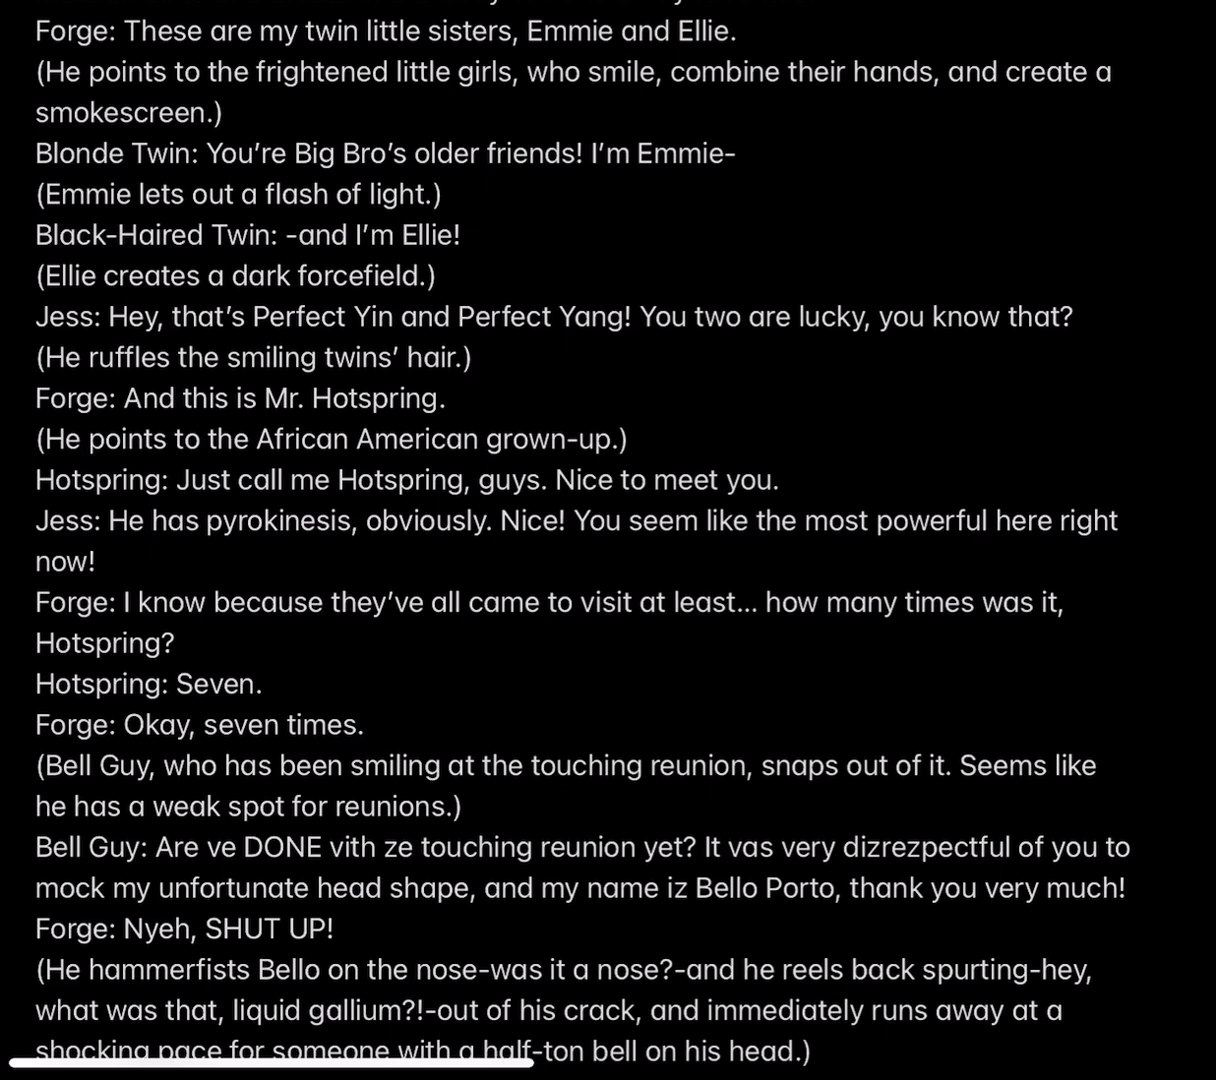 Forge: These are my twin little sisters, Emmie and Ellie.
(He points to the frightened little girls, who smile, combine their hands, and create a
smokescreen.)
Blonde Twin: You’re Big Bro’s older friends! I’m Emmie-
(Emmie lets out a flash of light.)
Black-Haired Twin: -and I’m Ellie!
(Ellie creates a dark forcefield.)
Jess: Hey, that’s Perfect Yin and Perfect Yang! You two are lucky, you know that?
(He ruffles the smiling twins’ hair.)
Forge: And this is Mr. Hotspring.
(He points to the African American grown-up.)
Hotspring: Just call me Hotspring, guys. Nice to meet you.
Jess: He has pyrokinesis, obviously. Nice! You seem like the most powerful here right
now!
Forge: I know because they’ve all came to visit at least... how many times was it,
Hotspring?
Hotspring: Seven.
Forge: Okay, seven times.
(Bell Guy, who has been smiling at the touching reunion, snaps out of it. Seems like
he has a weak spot for reunions.)
Bell Guy: Are ve DONE vith ze touching reunion yet? It vas very dizrezpectful of you to
mock my unfortunate head shape, and my name iz Bello Porto, thank you very much!
Forge: Nyeh, SHUT UP!
(He hammerfists Bello on the nose-was it a nose?-and he reels back spurting-hey,
what was that, liquid gallium?!-out of his crack, and immediately runs away at a
shocking pace for someone with a half-ton bell on his head.)